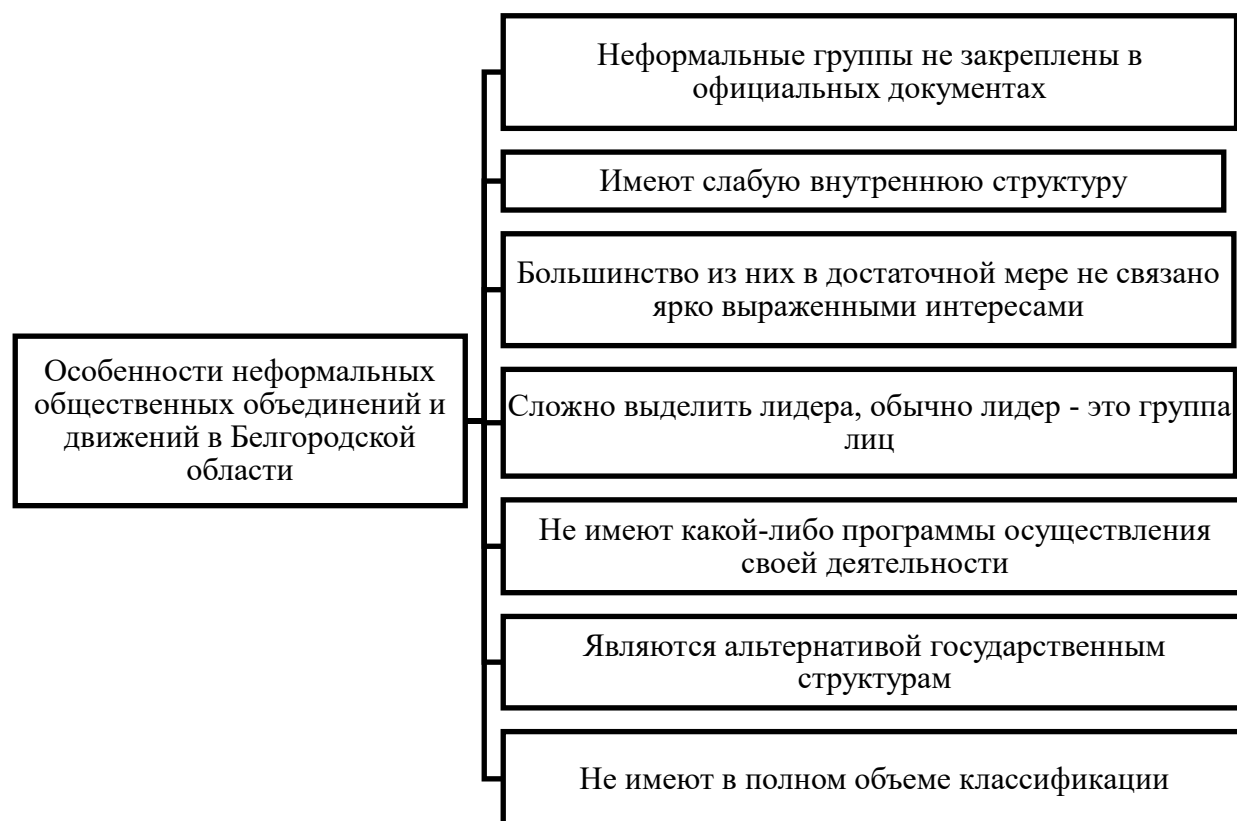 Неформальные группы не закреплены в
официальных документах
Имеют слабую внутреннюю структуру
Большинство из них в достаточной мере не связано
ярко выраженными интересами
Особенности неформальных
общественных объединений и
движений в Белгородской
области
Сложно выделить лидера, обычно лидер - это группа
лиц
Не имеют какой-либо программы осуществления
своей деятельности
Являются альтернативой государственным
структурам
Не имеют в полном объеме классификации